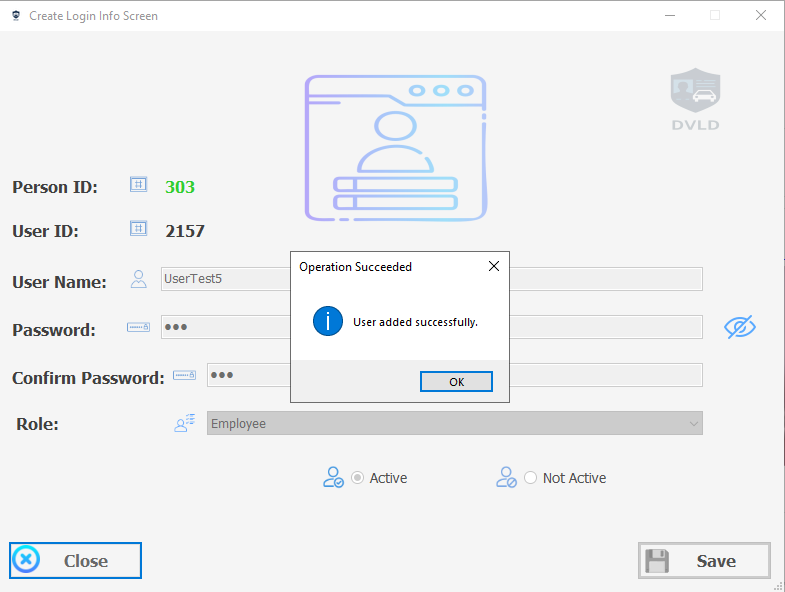 Create Login Info Screen
DVLD
Person ID: 303
User ID: 2157
Operation Succeeded
User Name: UserTest5
User added successfully.
Password: •••
Confirm Password: •••
OK
Role: Employee
Active Not Active
Close Save